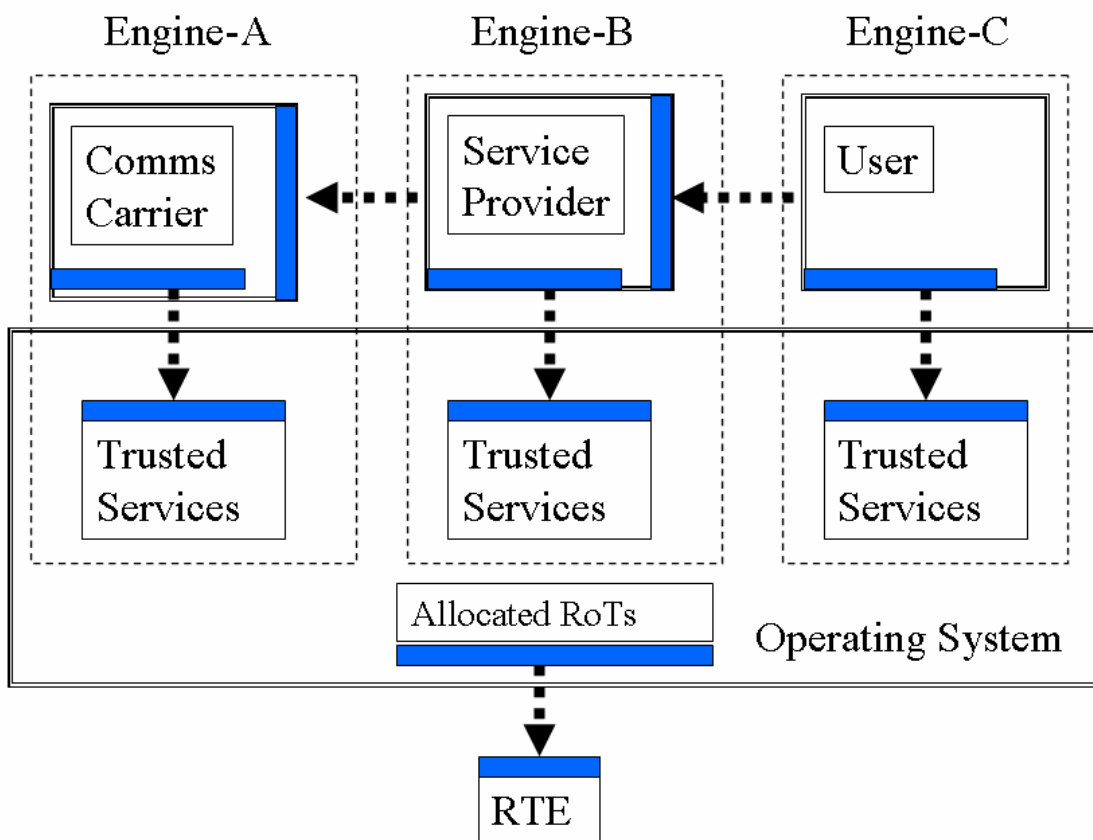 Engine-A
Engine-B
Engine-C
Comms
Carrier
Service
Provider
User
Trusted
Services
Trusted
Services
Trusted
Services
Allocated RoTs
Operating System
RTE